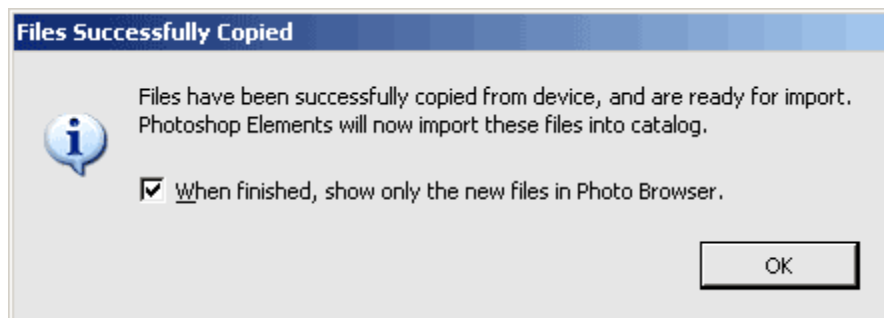 Files Successfully Copied
Files have been successfully copied from device, and are ready for import.
Photoshop Elements will now import these files into catalog.
When finished, show only the new files in Photo Browser.
OK